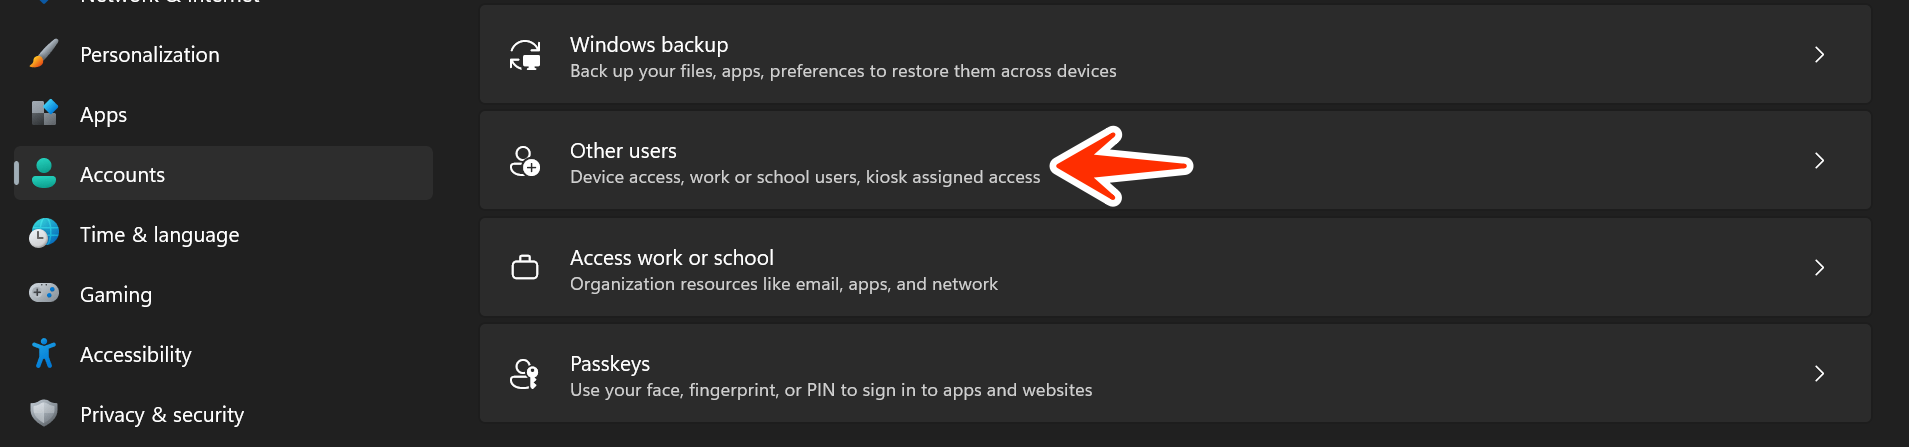 Network & internet
Personalization
Apps
Accounts
Time & language
Gaming
Accessibility
Privacy & security
Windows backup
Back up your files, apps, preferences to restore them across devices
Other users
Device access, work or school users, kiosk assigned access
Access work or school
Organization resources like email, apps, and network
Passkeys
Use your face, fingerprint, or PIN to sign in to apps and websites